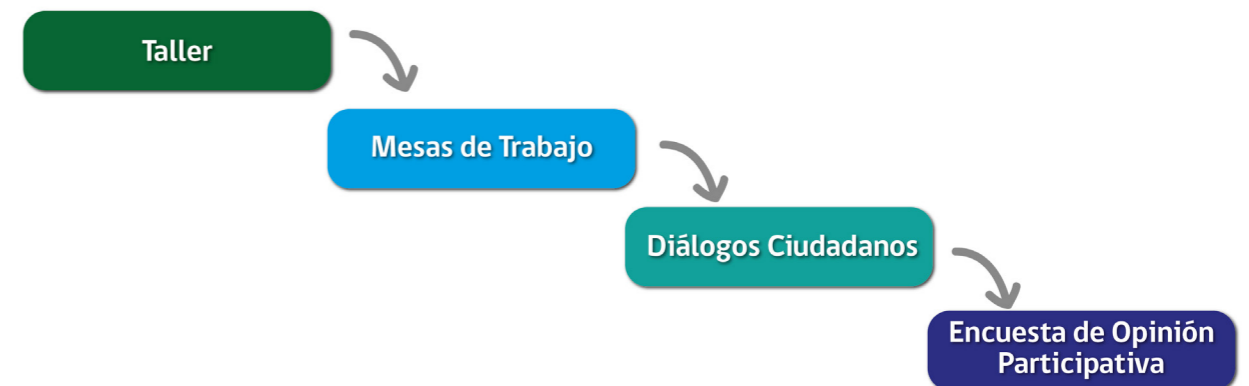 Taller
Mesas de Trabajo
Diálogos Ciudadanos
Encuesta de Opinión
Participativa